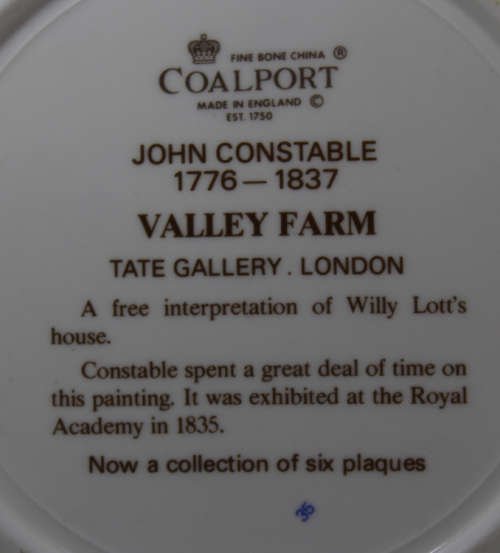 FINE BONE CHINA ®
COALPORT
MADE IN ENGLAND ©
EST. 1750
JOHN CONSTABLE
1776 — 1837
VALLEY FARM
TATE GALLERY . LONDON
A free interpretation of Willy Lott's
house.
Constable spent a great deal of time on
this painting. It was exhibited at the Royal
Academy in 1835.
Now a collection of six plaques